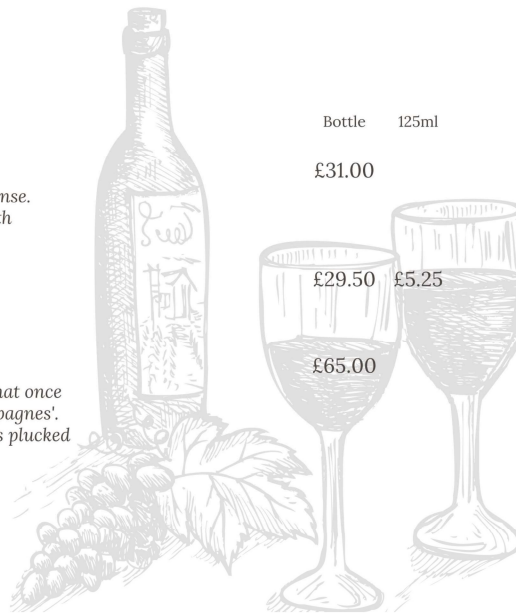 Bottle 125ml
£31.00
nse.
th
£29.50 £5.25
£65.00
hat once
pagnes'.
s plucked